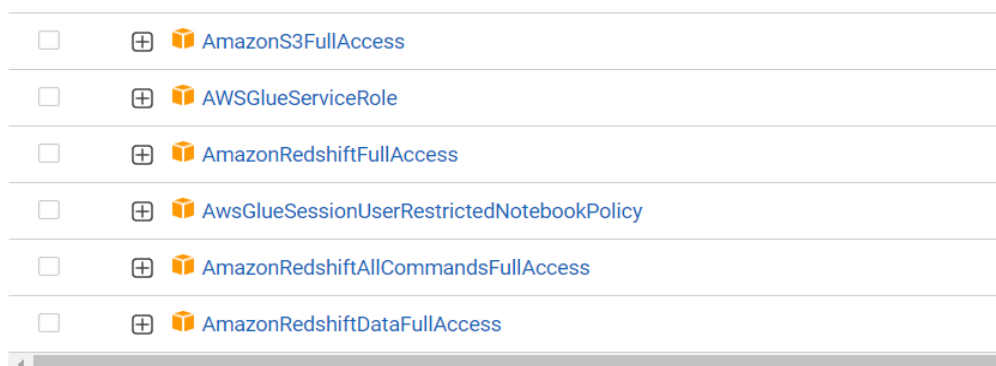 AmazonS3FullAccess
AWSGlueServiceRole
AmazonRedshiftFullAccess
AwsGlueSessionUserRestrictedNotebookPolicy
AmazonRedshiftAllCommandsFullAccess
AmazonRedshiftDataFullAccess